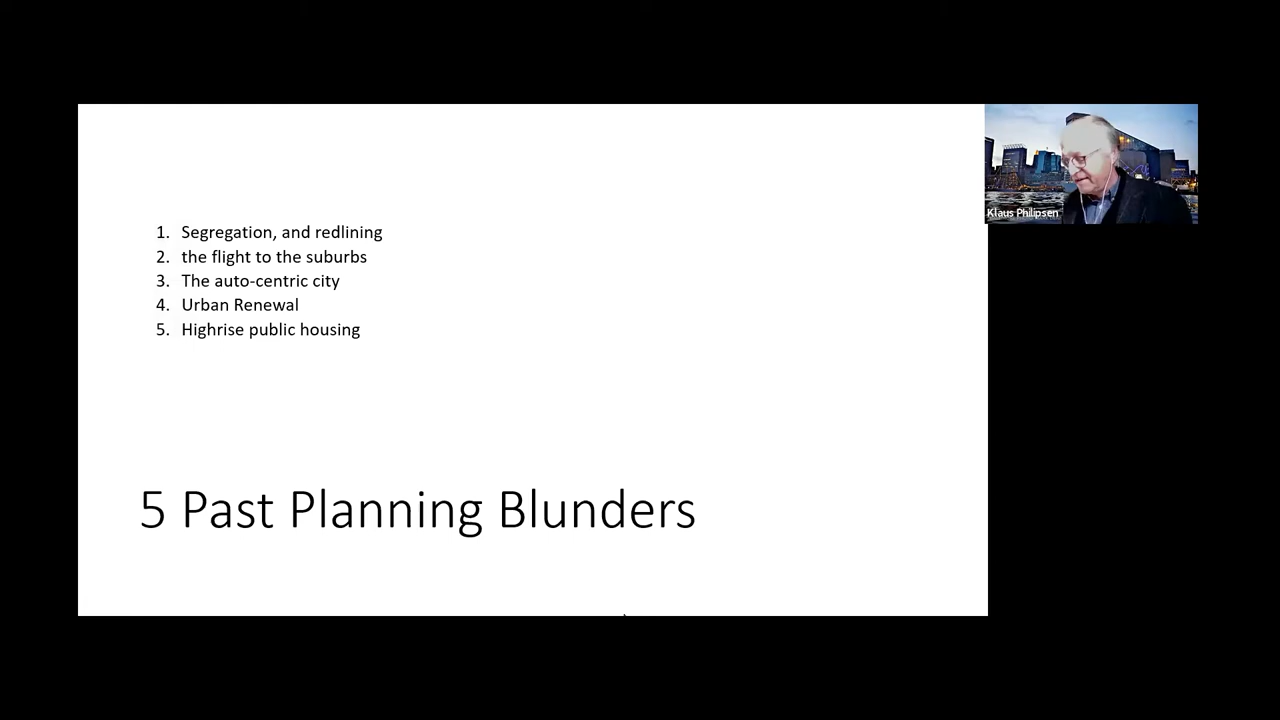 1. Segregation, and redlining
2. the flight to the suburbs
3. The auto-centric city
4. Urban Renewal
5. Highrise public housing
5 Past Planning Blunders
Klaus Philipsen